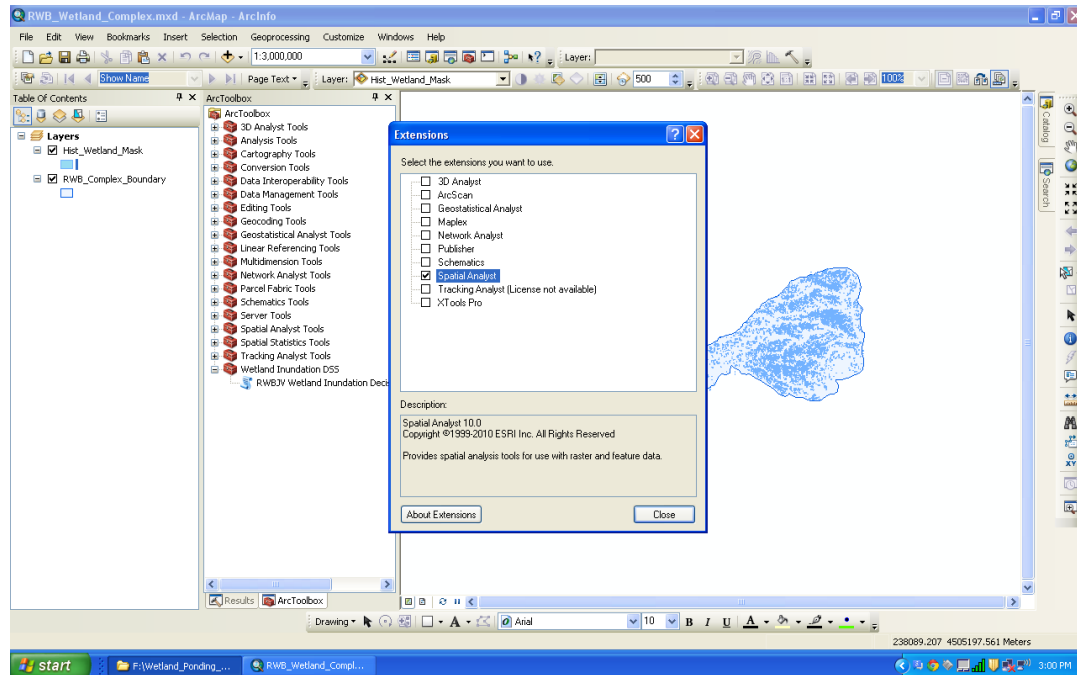 RWB_Wetland_Complex.mxd - ArcMap - ArcInfo
File Edit View Bookmarks Insert Selection Geoprocessing Customize Windows Help
1:3,000,000 Layer:
Show Name Page Text Layer: Hist_Wetland_Mask 500 100%
Table Of Contents
Layers
Hist_Wetland_Mask
RWB_Complex_Boundary
ArcToolbox
ArcToolbox
3D Analyst Tools
Analysis Tools
Cartography Tools
Conversion Tools
Data Interoperability Tools
Data Management Tools
Editing Tools
Geocoding Tools
Geostatistical Analyst Tools
Linear Referencing Tools
Multidimension Tools
Network Analyst Tools
Parcel Fabric Tools
Schematics Tools
Server Tools
Spatial Analyst Tools
Spatial Statistics Tools
Tracking Analyst Tools
Wetland Inundation DSS
RWBJV Wetland Inundation Decis
Results ArcToolbox
Extensions
Select the extensions you want to use.
3D Analyst
ArcScan
Geostatistical Analyst
Maplex
Network Analyst
Publisher
Schematics
Spatial Analyst
Tracking Analyst (License not available)
XTools Pro
Description:
Spatial Analyst 10.0
Copyright ©1999-2010 ESRI Inc. All Rights Reserved
Provides spatial analysis tools for use with raster and feature data.
About Extensions Close
Catalog
Search
XY
Drawing A Arial 10 B I U A
238089.207 4505197.561 Meters
start F:\Wetland_Ponding_... RWB_Wetland_Compl... 3:00 PM